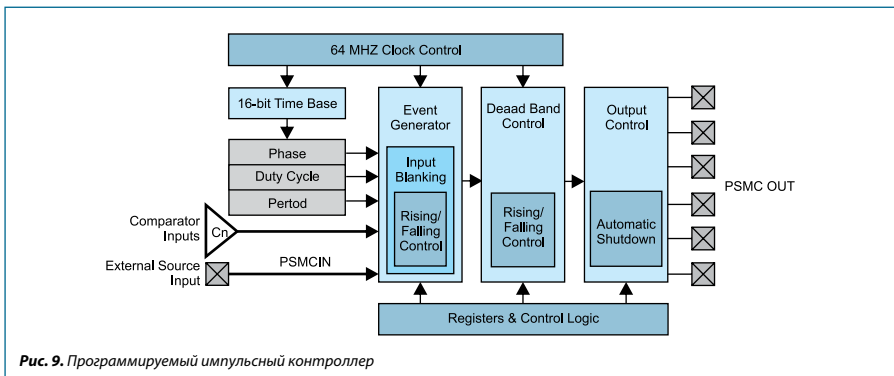 64 MHZ Clock Control
16-bit Time Base
Phase
Duty Cycle
Pertod
Comparator
Inputs
Cn
External Source
Input
PSMCIN
Event
Generator
Input
Blanking
Rising/
Falling
Control
Deaad Band
Control
Rising/
Falling
Control
Output
Control
Automatic
Shutdown
PSMC OUT
Registers & Control Logic
Рис. 9. Программируемый импульсный контроллер